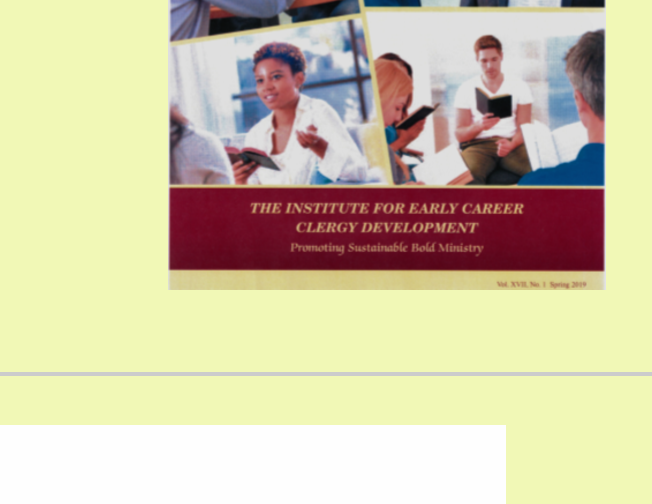 THE INSTITUTE FOR EARLY CAREER
CLERGY DEVELOPMENT
Promoting Sustainable Bold Ministry
Vol. XVII, No. 1 Spring 2019